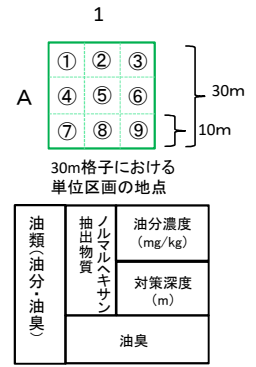 1
A
① ② ③
④ ⑤ ⑥
⑦ ⑧ ⑨
30m
10m
30m格子における
単位区画の地点
油類(油分・油臭)
ノルマルヘキサン
抽出物質
油分濃度
(mg/kg)
対策深度
(m)
油臭